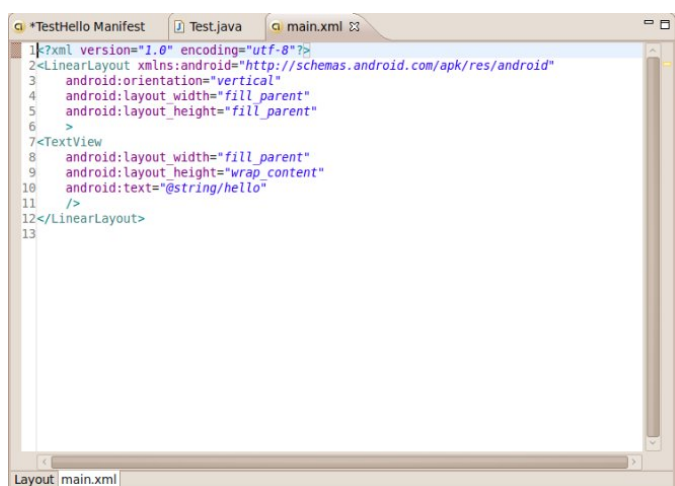 *TestHello Manifest Test.java main.xml
1<?xml version="1.0" encoding="utf-8"?>
2<LinearLayout xmlns:android="http://schemas.android.com/apk/res/android"
3    android:orientation="vertical"
4    android:layout_width="fill_parent"
5    android:layout_height="fill_parent"
6    >
7<TextView
8    android:layout_width="fill_parent"
9    android:layout_height="wrap_content"
10    android:text="@string/hello"
11    />
12</LinearLayout>
13
Layout main.xml